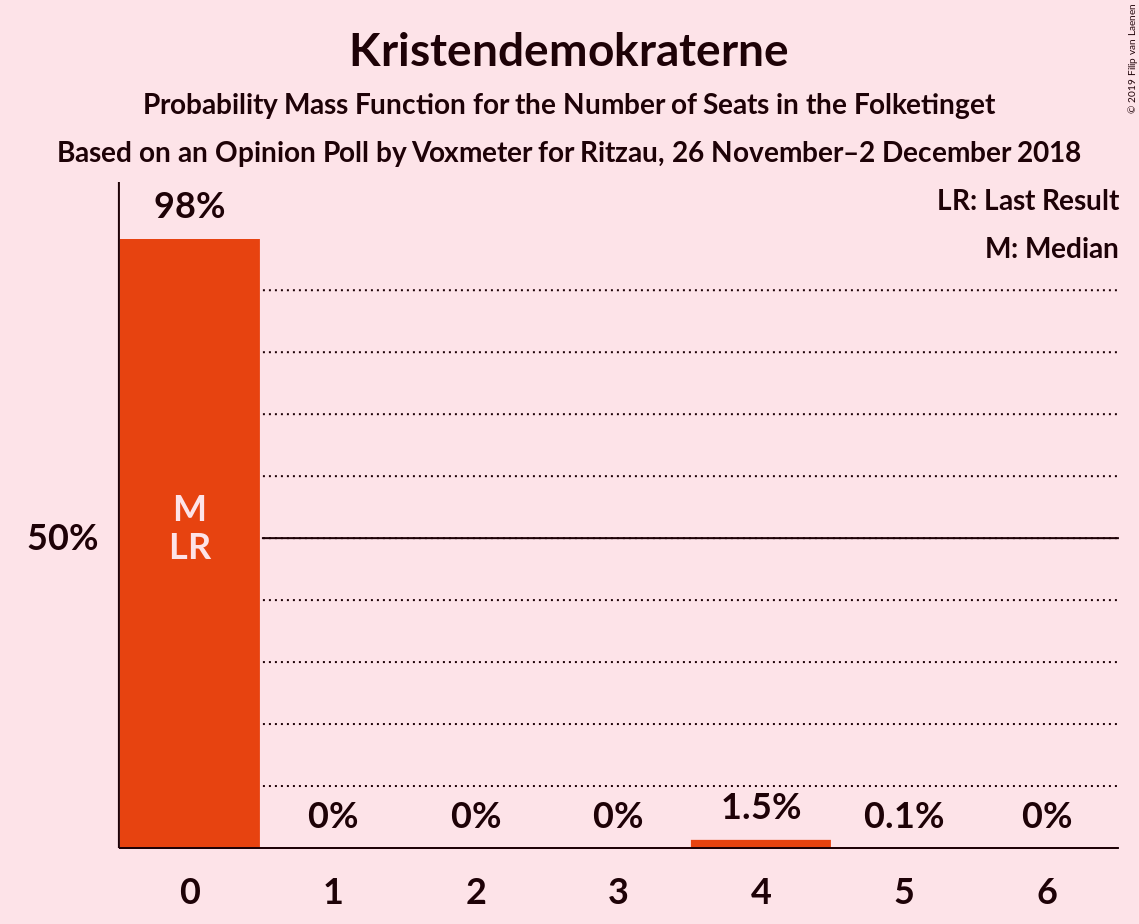 Kristendemokraterne
Probability Mass Function for the Number of Seats in the Folketinget
Based on an Opinion Poll by Voxmeter for Ritzau, 26 November–2 December 2018
© 2019 Filip van Laenen
LR: Last Result
M: Median
98%
M
LR
50%
0%
0%
0%
1.5%
0.1%
0%
0
1
2
3
4
5
6